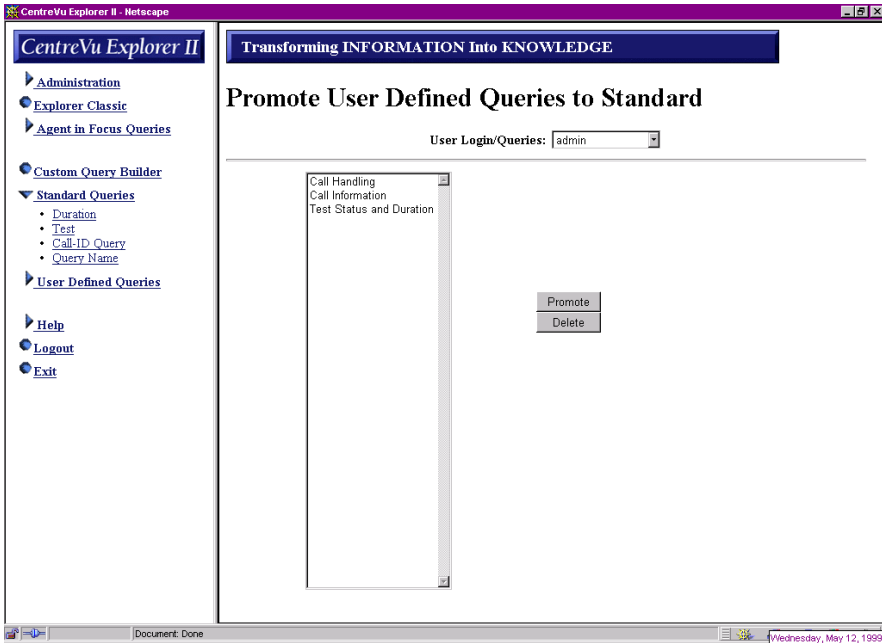 CentreVu Explorer II - Netscape
CentreVu Explorer II
Administration
Explorer Classic
Agent in Focus Queries
Custom Query Builder
Standard Queries
• Duration
• Test
• Call-ID Query
• Query Name
User Defined Queries
Help
Logout
Exit
Transforming INFORMATION Into KNOWLEDGE
Promote User Defined Queries to Standard
User Login/Queries: admin
Call Handling
Call Information
Test Status and Duration
Promote
Delete
Document: Done
Wednesday, May 12, 1999